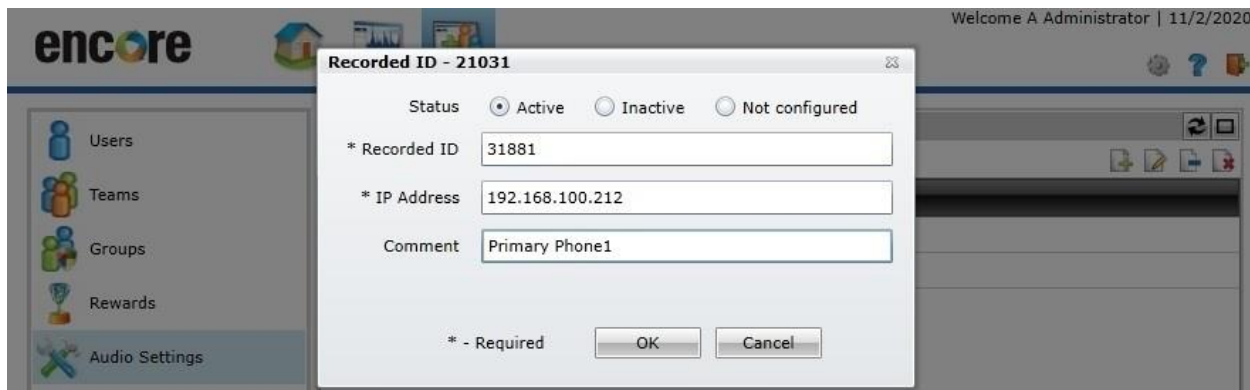 Welcome A Administrator | 11/2/2020
encore
Recorded ID - 21031
Status Active Inactive Not configured
* Recorded ID 31881
* IP Address 192.168.100.212
Comment Primary Phone1
* - Required OK Cancel
Users
Teams
Groups
Rewards
Audio Settings